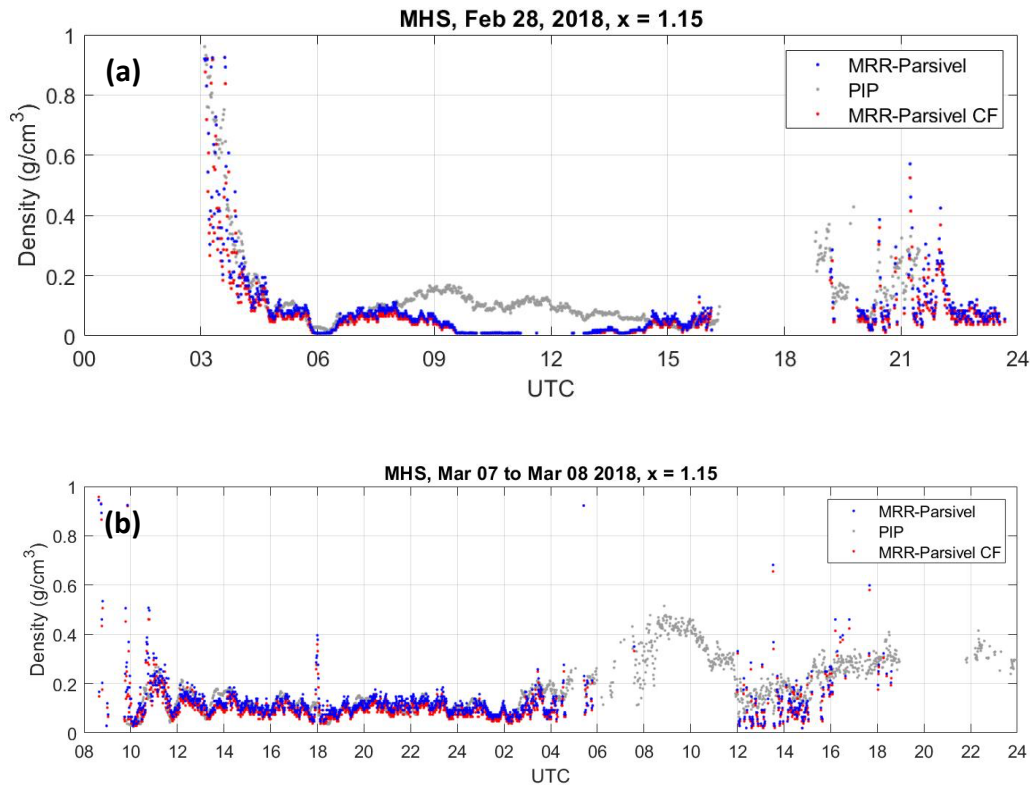 MHS, Feb 28, 2018, x = 1.15
(a)
MRR-Parsivel
PIP
MRR-Parsivel CF
1
0.8
0.6
0.4
0.2
0
Density (g/cm³)
00 03 06 09 12 15 18 21 24
UTC
MHS, Mar 07 to Mar 08 2018, x = 1.15
(b)
MRR-Parsivel
PIP
MRR-Parsivel CF
1
0.8
0.6
0.4
0.2
0
Density (g/cm³)
08 10 12 14 16 18 20 22 24 02 04 06 08 10 12 14 16 18 20 22 24
UTC